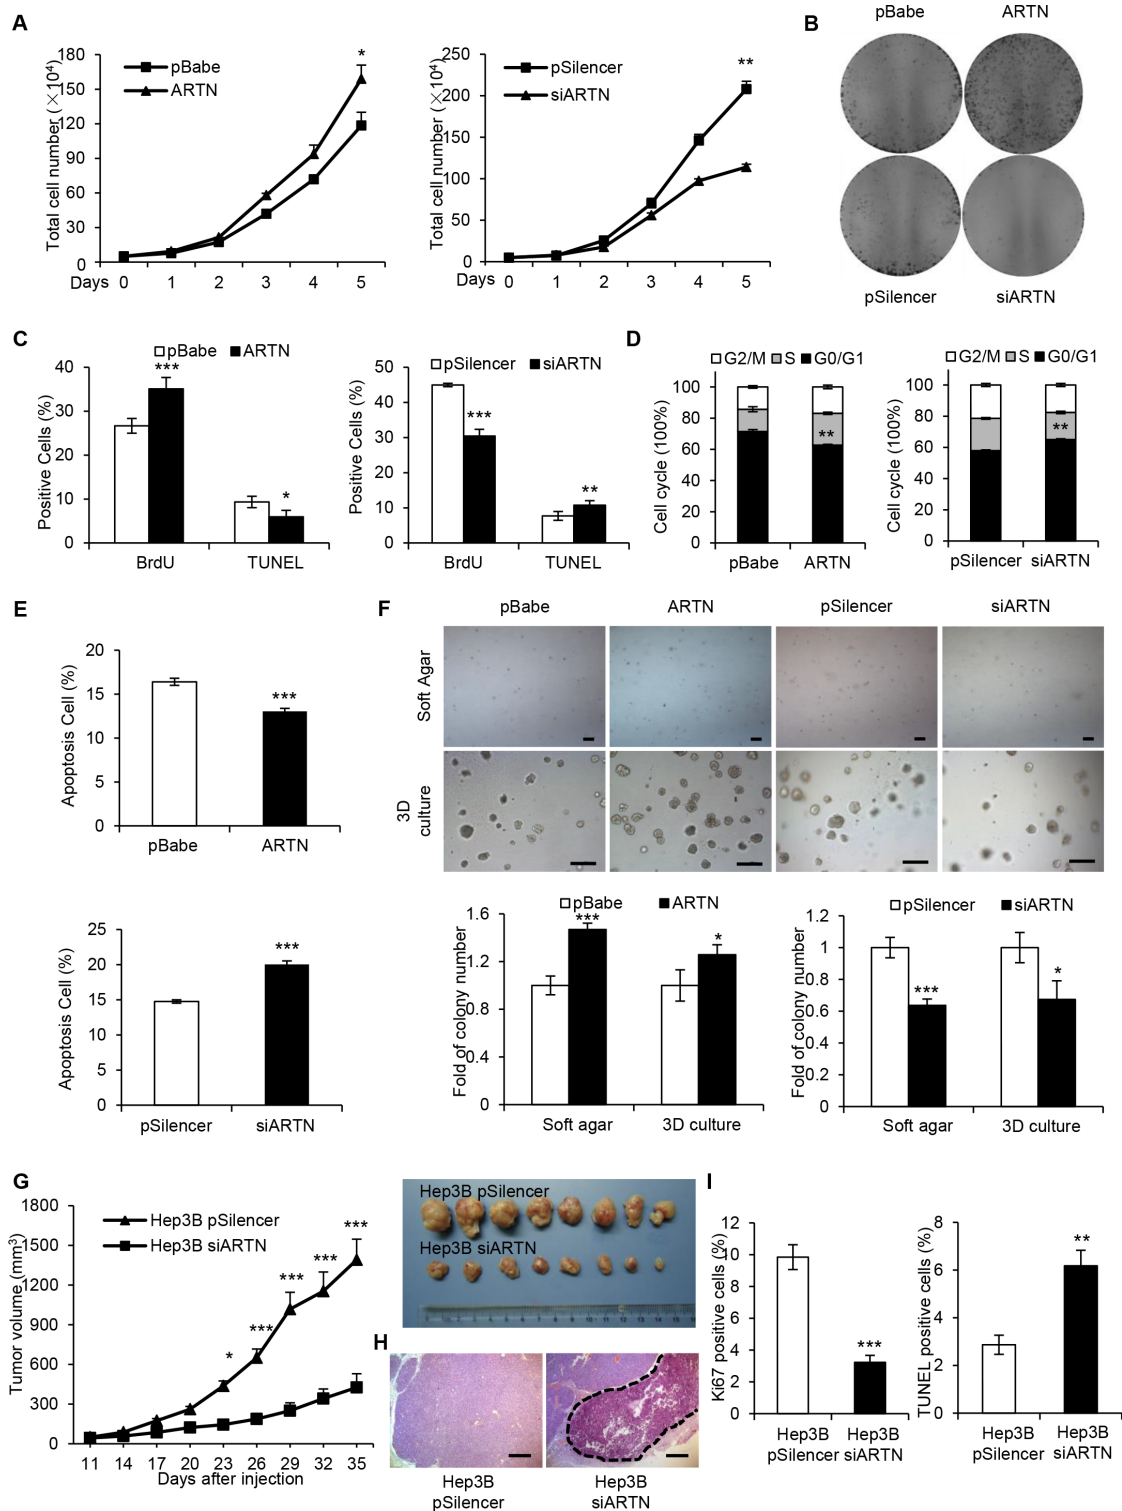 A
Total cell number (×10⁴)
180
150
120
90
60
30
0
pBabe
ARTN
*
Days 0 1 2 3 4 5
Total cell number (×10⁴)
250
200
150
100
50
0
pSilencer
siARTN
**
0 1 2 3 4 5
B
pBabe ARTN
pSilencer siARTN
C
pBabe ARTN
Positive Cells (%)
40
30
20
10
0
***
*
BrdU TUNEL
pSilencer siARTN
Positive Cells (%)
50
40
30
20
10
0
***
**
BrdU TUNEL
D
G2/M S G0/G1
Cell cycle (100%)
100
80
60
40
20
0
**
pBabe ARTN
G2/M S G0/G1
Cell cycle (100%)
100
80
60
40
20
0
**
pSilencer siARTN
E
Apoptosis Cell (%)
20
15
10
5
0
***
pBabe ARTN
Apoptosis Cell (%)
25
20
15
10
5
0
***
pSilencer siARTN
F
pBabe ARTN pSilencer siARTN
Soft Agar
3D
culture
pBabe ARTN
Fold of colony number
1.6
1.2
0.8
0.4
0
***
*
Soft agar 3D culture
pSilencer siARTN
Fold of colony number
1.2
1
0.8
0.6
0.4
0.2
0
***
*
Soft agar 3D culture
G
Tumor volume (mm³)
1800
1500
1200
900
600
300
0
Hep3B pSilencer
Hep3B siARTN
* *** *** *** ***
11 14 17 20 23 26 29 32 35
Days after injection
Hep3B pSilencer
Hep3B siARTN
H
Hep3B
pSilencer
Hep3B
siARTN
I
Ki67 positive cells (%)
12
10
8
6
4
2
0
***
Hep3B
pSilencer
Hep3B
siARTN
TUNEL positive cells (%)
8
6
4
2
0
**
Hep3B
pSilencer
Hep3B
siARTN